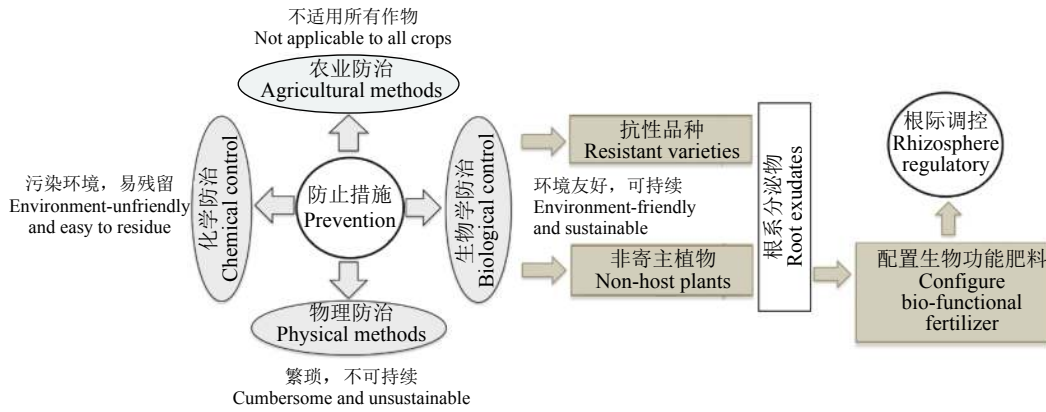 不适用所有作物
Not applicable to all crops
农业防治
Agricultural methods
污染环境，易残留
Environment-unfriendly
and easy to residue
化学防治
Chemical control
防止措施
Prevention
生物学防治
Biological control
物理防治
Physical methods
繁琐，不可持续
Cumbersome and unsustainable
抗性品种
Resistant varieties
环境友好，可持续
Environment-friendly
and sustainable
非寄主植物
Non-host plants
根系分泌物
Root exudates
根际调控
Rhizosphere
regulatory
配置生物功能肥料
Configure
bio-functional
fertilizer